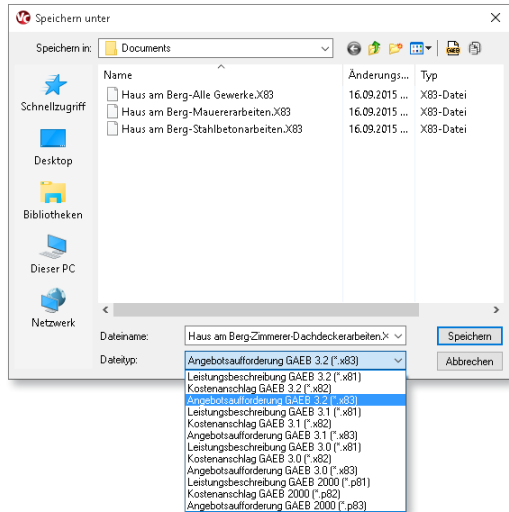 Speichern unter
Speichern in:
Documents
Name
Änderungs...
Typ
Haus am Berg-Alle Gewerke.X83
16.09.2015 ...
X83-Datei
Haus am Berg-Mauererarbeiten.X83
16.09.2015 ...
X83-Datei
Haus am Berg-Stahlbetonarbeiten.X83
16.09.2015 ...
X83-Datei
Schnellzugriff
Desktop
Bibliotheken
Dieser PC
Netzwerk
Dateiname:
Haus am Berg-Zimmerer-Dachdeckerarbeiten.X
Speichern
Dateityp:
Angebotsaufforderung GAEB 3.2 (*.x83)
Abbrechen
Leistungsbeschreibung GAEB 3.2 (*.x81)
Kostenanschlag GAEB 3.2 (*.x82)
Angebotsaufforderung GAEB 3.2 (*.x83)
Leistungsbeschreibung GAEB 3.1 (*.x81)
Kostenanschlag GAEB 3.1 (*.x82)
Angebotsaufforderung GAEB 3.1 (*.x83)
Leistungsbeschreibung GAEB 3.0 (*.x81)
Kostenanschlag GAEB 3.0 (*.x82)
Angebotsaufforderung GAEB 3.0 (*.x83)
Leistungsbeschreibung GAEB 2000 (*.p81)
Kostenanschlag GAEB 2000 (*.p82)
Angebotsaufforderung GAEB 2000 (*.p83)